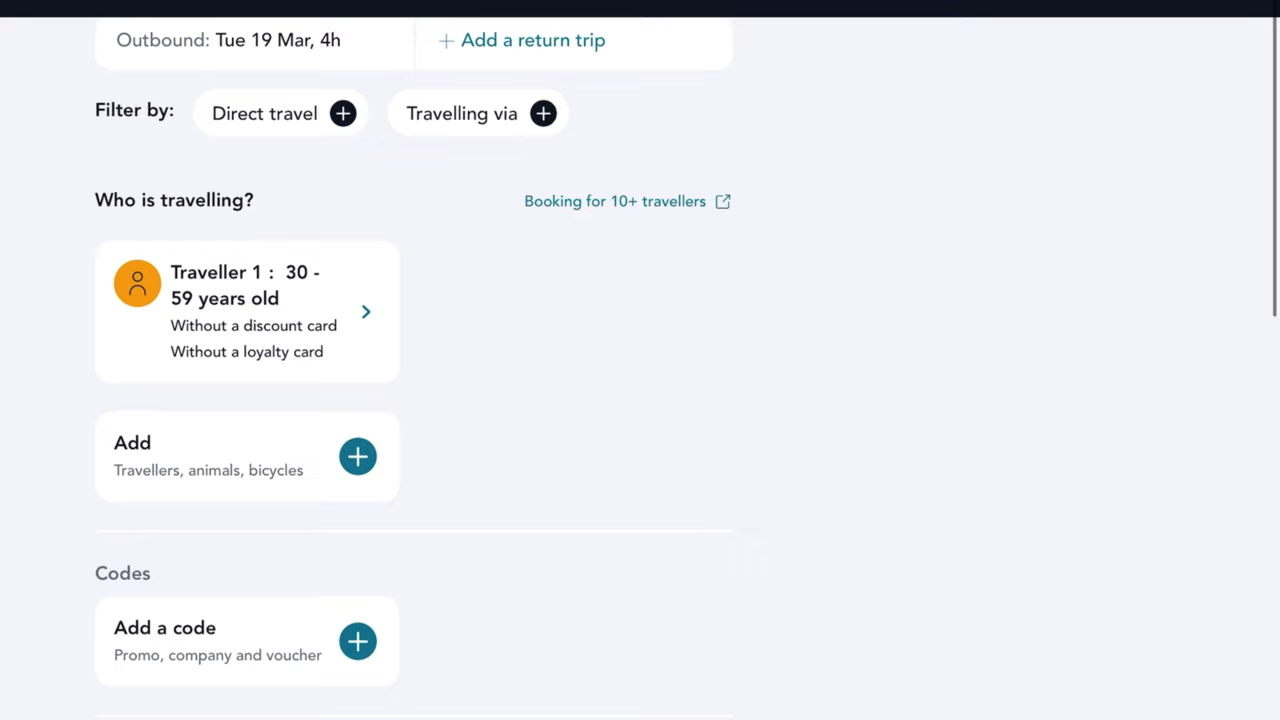 Outbound: Tue 19 Mar, 4h
+ Add a return trip
Filter by:
Direct travel +
Travelling via +
Who is travelling?
Booking for 10+ travellers
Traveller 1 : 30 -
59 years old
Without a discount card
Without a loyalty card
Add
Travellers, animals, bicycles
Codes
Add a code
Promo, company and voucher